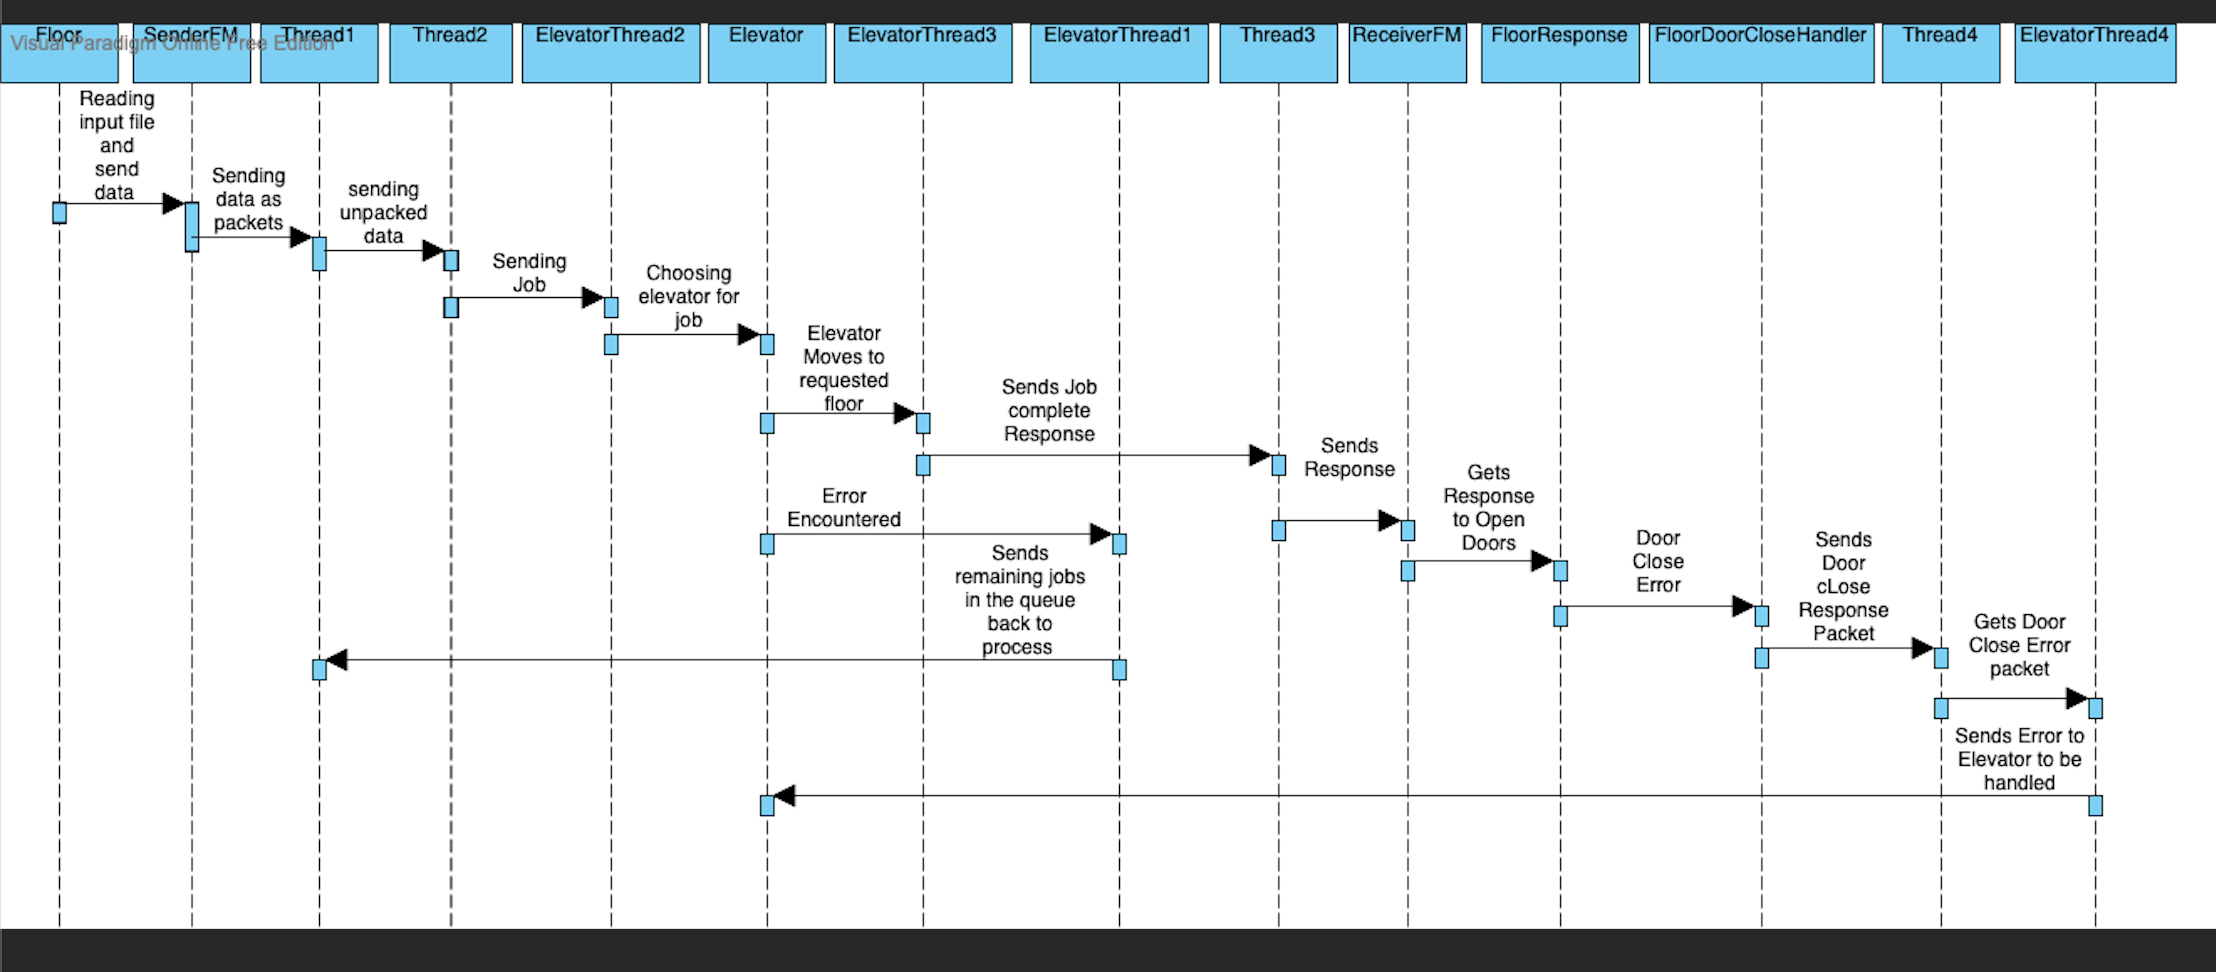 Floor
SenderFM
Thread1
Thread2
ElevatorThread2
Elevator
ElevatorThread3
ElevatorThread1
Thread3
ReceiverFM
FloorResponse
FloorDoorCloseHandler
Thread4
ElevatorThread4
Visual Paradigm Online Free Edition
Reading
input file
and
send
data
Sending
data as
packets
sending
unpacked
data
Sending
Job
Choosing
elevator for
job
Elevator
Moves to
requested
floor
Sends Job
complete
Response
Sends
Response
Gets
Response
to Open
Doors
Error
Encountered
Door
Close
Error
Sends
Door
cLose
Response
Packet
Sends
remaining jobs
in the queue
back to
process
Gets Door
Close Error
packet
Sends Error to
Elevator to be
handled